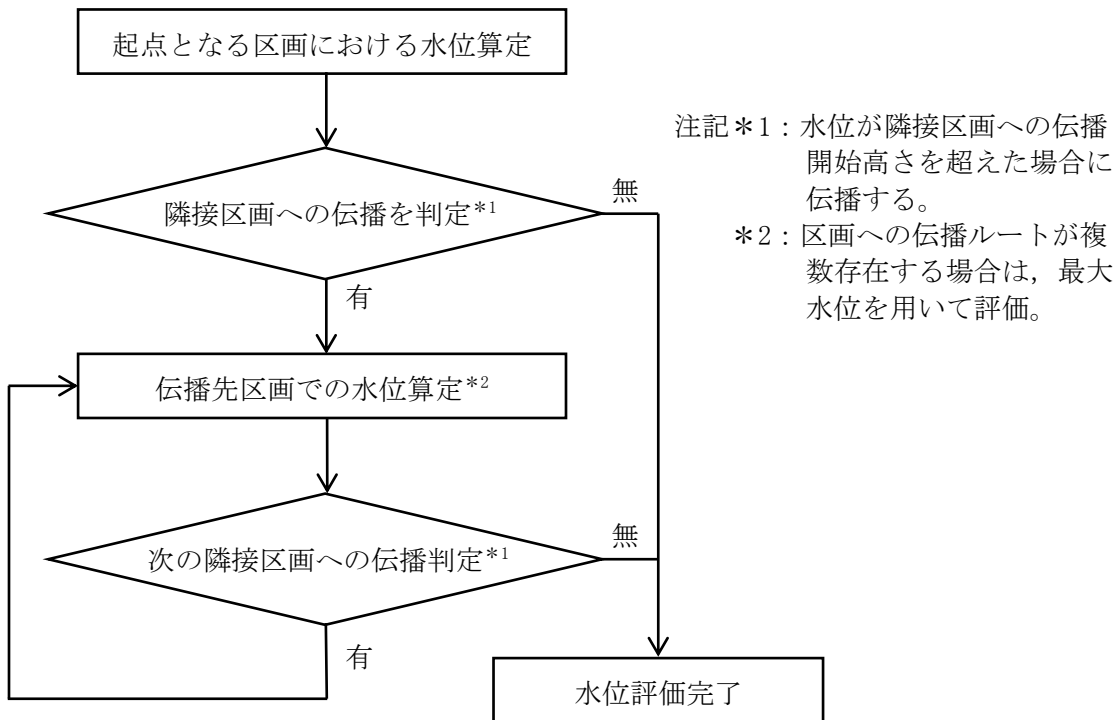 起点となる区画における水位算定
隣接区画への伝播を判定*1
無
有
伝播先区画での水位算定*2
次の隣接区画への伝播判定*1
無
有
水位評価完了
注記＊1：水位が隣接区画への伝播
開始高さを超えた場合に
伝播する。
＊2：区画への伝播ルートが複
数存在する場合は，最大
水位を用いて評価。